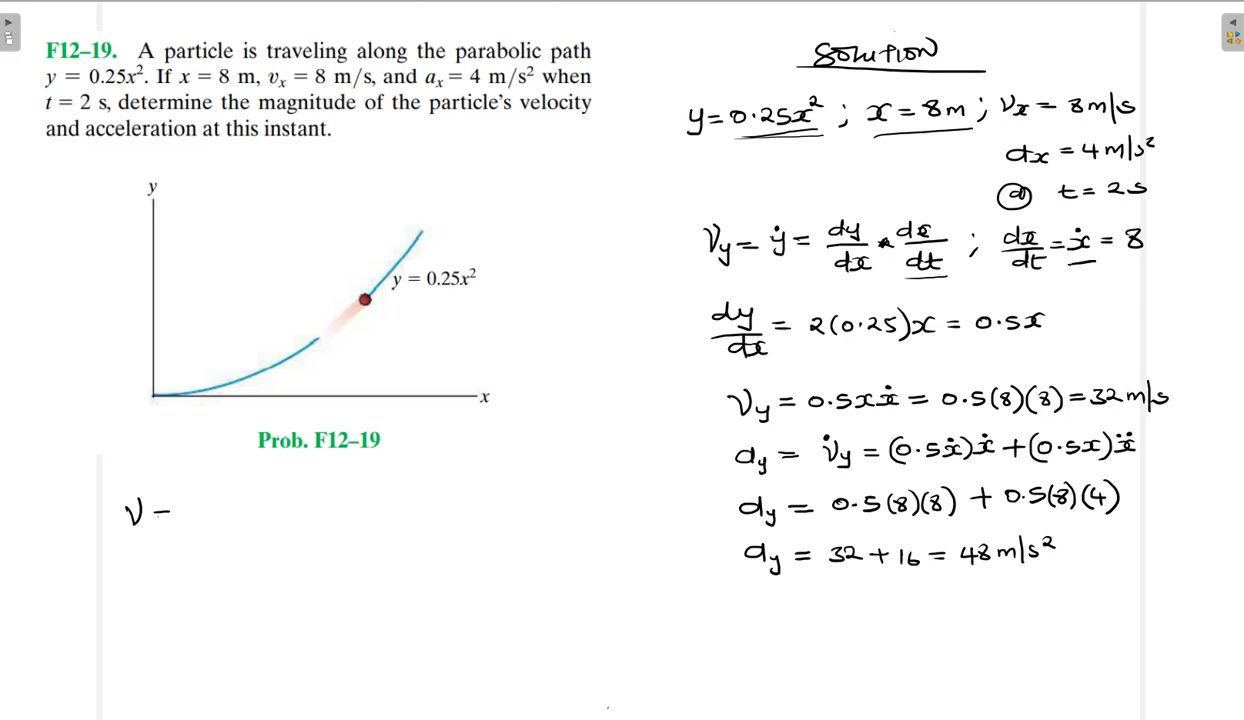 F12–19. A particle is traveling along the parabolic path
y = 0.25x². If x = 8 m, vₓ = 8 m/s, and aₓ = 4 m/s² when
t = 2 s, determine the magnitude of the particle's velocity
and acceleration at this instant.
y
y = 0.25x²
x
Prob. F12–19
V =
SOLUTION
y = 0.25x² ; x = 8m ; Vx = 8m/s
ax = 4m/s²
@ t = 2s
Vy = ẏ = dy/dx * dx/dt ; dx/dt = ẋ = 8
dy/dx = 2(0.25)x = 0.5x
Vy = 0.5xẋ = 0.5(8)(8) = 32m/s
ay = V̇y = (0.5ẋ)ẋ + (0.5x)ẍ
ay = 0.5(8)(8) + 0.5(8)(4)
ay = 32 + 16 = 48m/s²